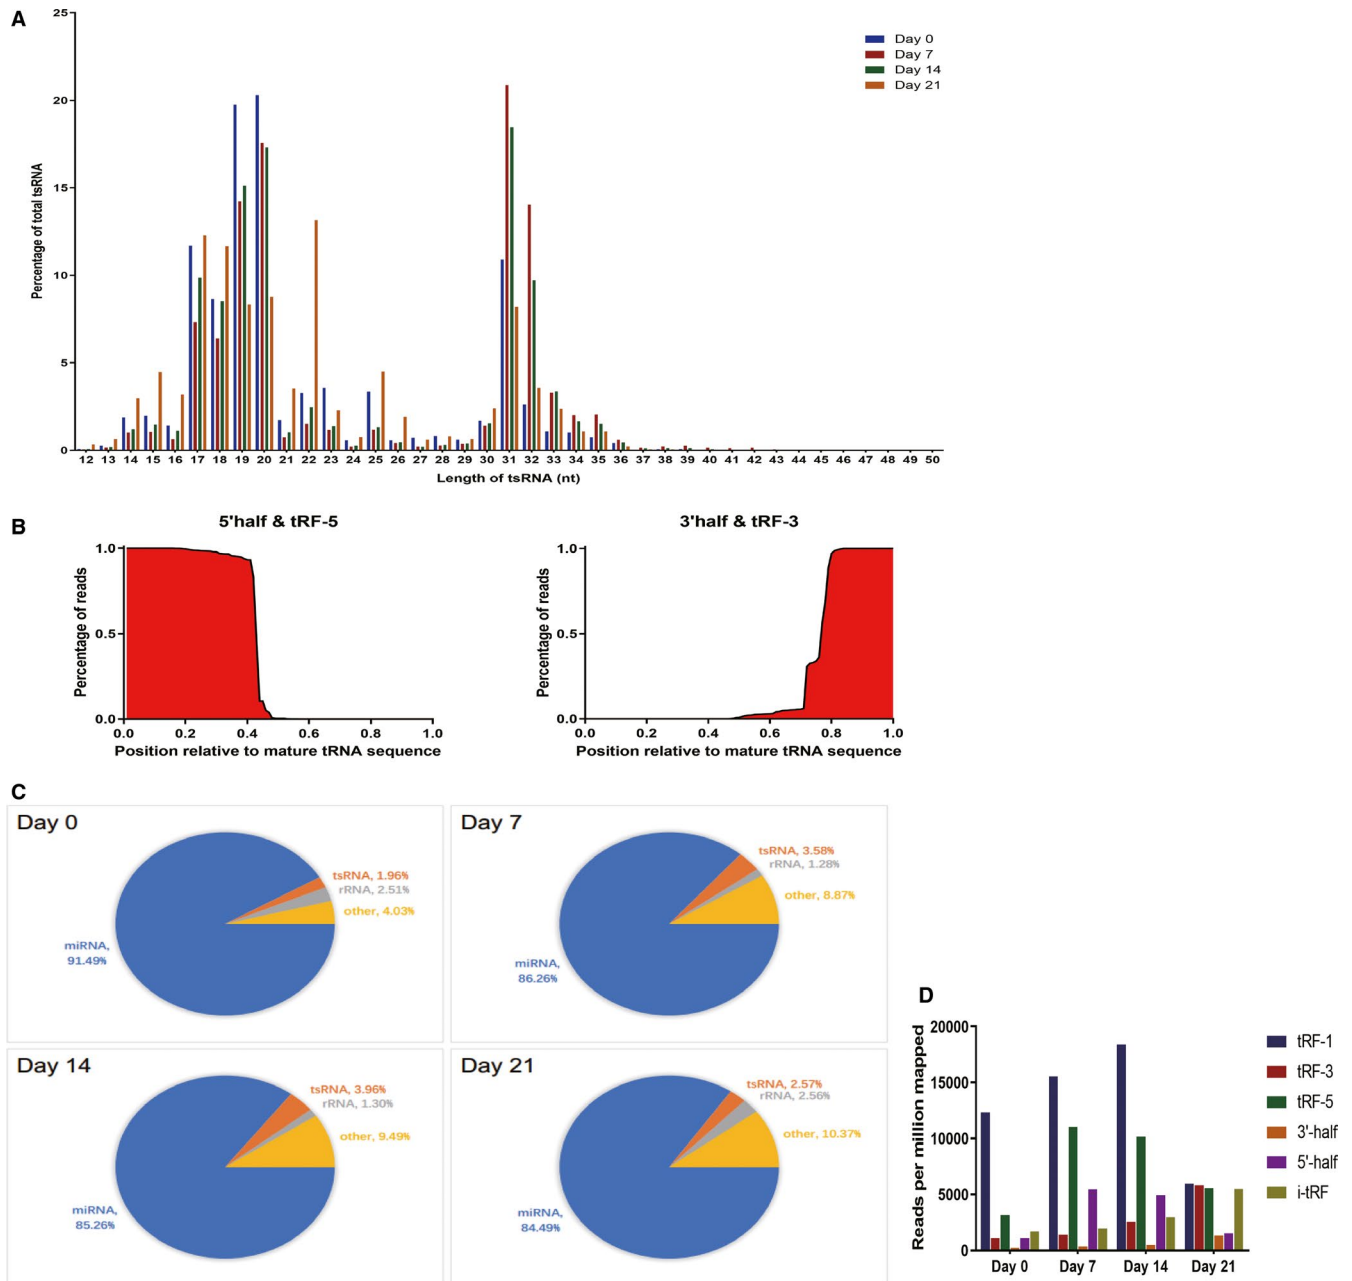 A
25
20
15
10
5
0
Percentage of total tsRNA
Day 0
Day 7
Day 14
Day 21
12 13 14 15 16 17 18 19 20 21 22 23 24 25 26 27 28 29 30 31 32 33 34 35 36 37 38 39 40 41 42 43 44 45 46 47 48 49 50
Length of tsRNA (nt)
B
5'half & tRF-5
1.0
0.5
0.0
Percentage of reads
0.0 0.2 0.4 0.6 0.8 1.0
Position relative to mature tRNA sequence
3'half & tRF-3
1.0
0.5
0.0
Percentage of reads
0.0 0.2 0.4 0.6 0.8 1.0
Position relative to mature tRNA sequence
C
Day 0
tsRNA, 1.96%
rRNA, 2.51%
other, 4.03%
miRNA,
91.49%
Day 7
tsRNA, 3.58%
rRNA, 1.28%
other, 8.87%
miRNA,
86.26%
Day 14
tsRNA, 3.96%
rRNA, 1.30%
other, 9.49%
miRNA,
85.26%
Day 21
tsRNA, 2.57%
rRNA, 2.56%
other, 10.37%
miRNA,
84.49%
D
20000
15000
10000
5000
0
Reads per million mapped
Day 0 Day 7 Day 14 Day 21
tRF-1
tRF-3
tRF-5
3'-half
5'-half
i-tRF